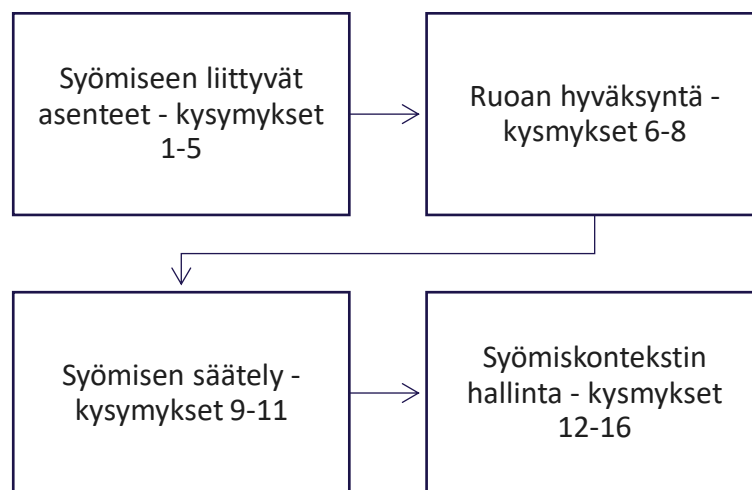 Syömiseen liittyvät
asenteet - kysymykset
1-5
Ruoan hyväksyntä -
kysmykset 6-8
Syömisen säätely -
kysymykset 9-11
Syömiskontekstin
hallinta - kysmykset
12-16